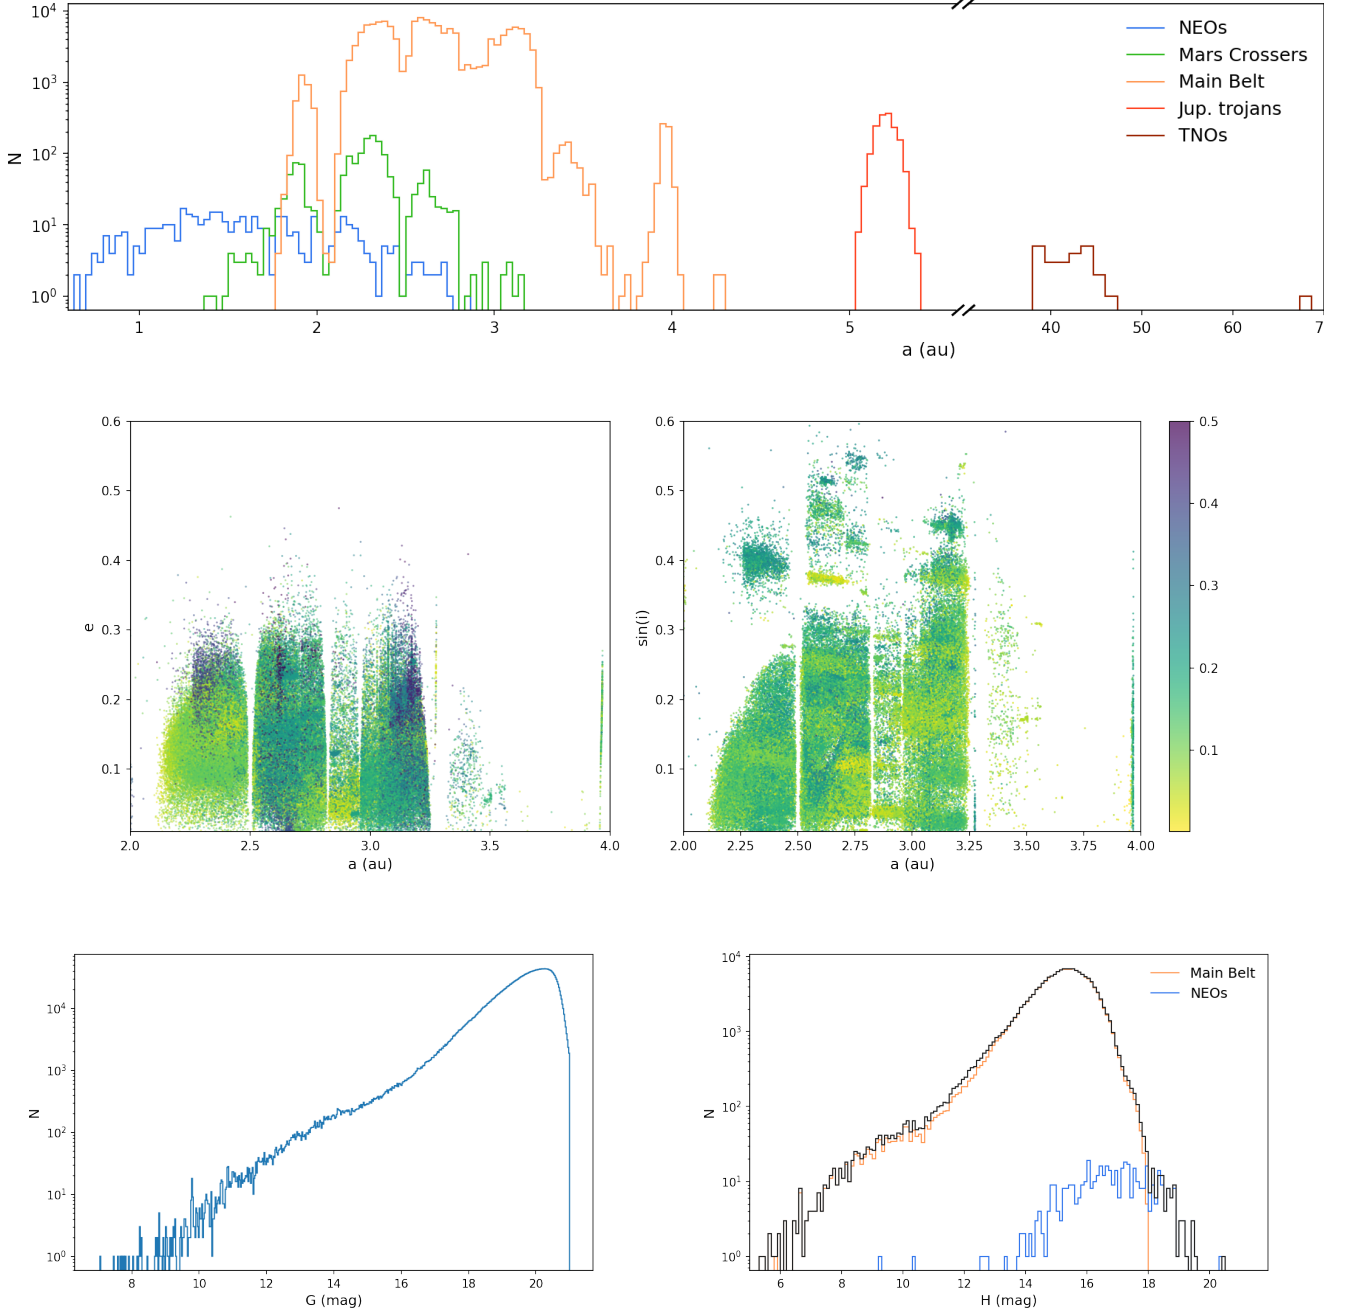 10⁴
10³
10²
10¹
10⁰
N
NEOs
Mars Crossers
Main Belt
Jup. trojans
TNOs
1 2 3 4 5 40 50 60 7
a (au)
0.6
0.5
0.4
0.3
0.2
0.1
e
2.0 2.5 3.0 3.5 4.0
a (au)
0.6
0.5
0.4
0.3
0.2
0.1
sin(i)
2.00 2.25 2.50 2.75 3.00 3.25 3.50 3.75 4.00
a (au)
0.5
0.4
0.3
0.2
0.1
10⁴
10³
10²
10¹
10⁰
N
8 10 12 14 16 18 20
G (mag)
10⁴
10³
10²
10¹
10⁰
N
Main Belt
NEOs
6 8 10 12 14 16 18 20
H (mag)